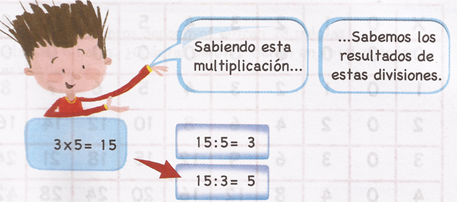 Sabiendo esta
multiplicación...
...Sabemos los
resultados de
estas divisiones.
3x5= 15
15:5= 3
15:3= 5